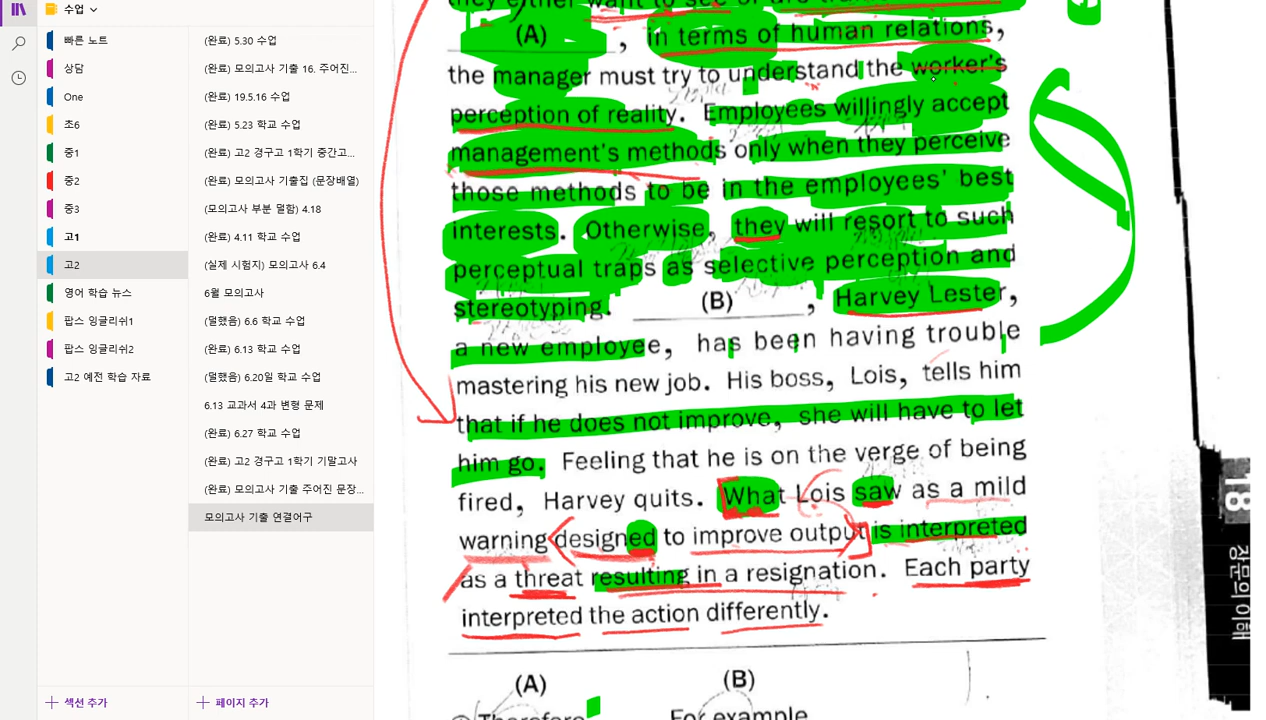 수업
빠른 노트
상담
One
초6
중1
중2
중3
고1
고2
영어 학습 뉴스
팝스 잉글리쉬1
팝스 잉글리쉬2
고2 예전 학습 자료
섹션 추가
(완료) 5.30 수업
(완료) 모의고사 기출 16. 주어진...
(완료) 19.5.16 수업
(완료) 5.23 학교 수업
(완료) 고2 경구고 1학기 중간고...
(완료) 모의고사 기출집 (문장배열)
(모의고사 부분 멀함) 4.18
(완료) 4.11 학교 수업
(실제 시험지) 모의고사 6.4
6월 모의고사
(멀했음) 6.6 학교 수업
(완료) 6.13 학교 수업
(멀했음) 6.20일 학교 수업
6.13 교과서 4과 변형 문제
(완료) 6.27 학교 수업
(완료) 고2 경구고 1학기 기말고사
(완료) 모의고사 기출 주어진 문장...
모의고사 기출 연결어구
페이지 추가
they either want to see or are
(A) , in terms of human relations,
the manager must try to understand the worker's
perception of reality. Employees willingly accept
management's methods only when they perceive
those methods to be in the employees' best
interests. Otherwise, they will resort to such
perceptual traps as selective perception and
stereotyping. (B) , Harvey Lester,
a new employee, has been having trouble
mastering his new job. His boss, Lois, tells him
that if he does not improve, she will have to let
him go. Feeling that he is on the verge of being
fired, Harvey quits. What Lois saw as a mild
warning designed to improve output is interpreted
as a threat resulting in a resignation. Each party
interpreted the action differently.
(A) (B)
Therefore For example
18
장문의 이해